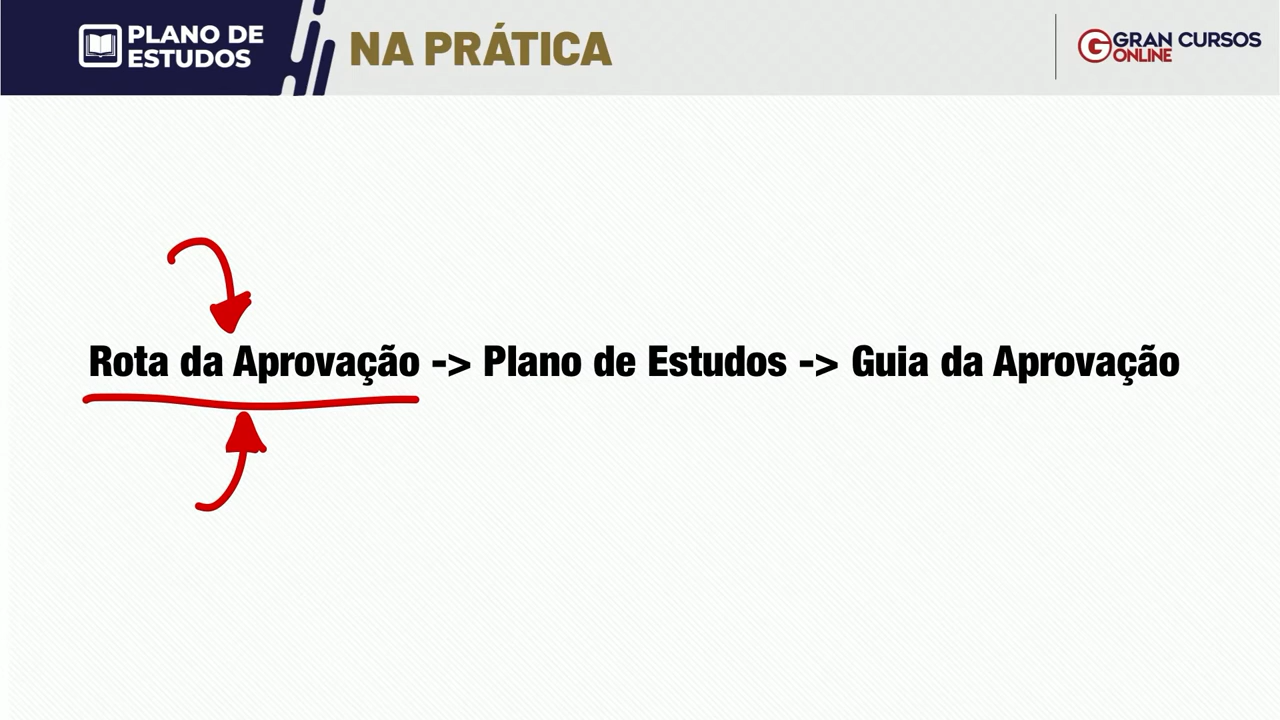 PLANO DE
ESTUDOS
NA PRÁTICA
GRAN CURSOS
ONLINE
Rota da Aprovação -> Plano de Estudos -> Guia da Aprovação